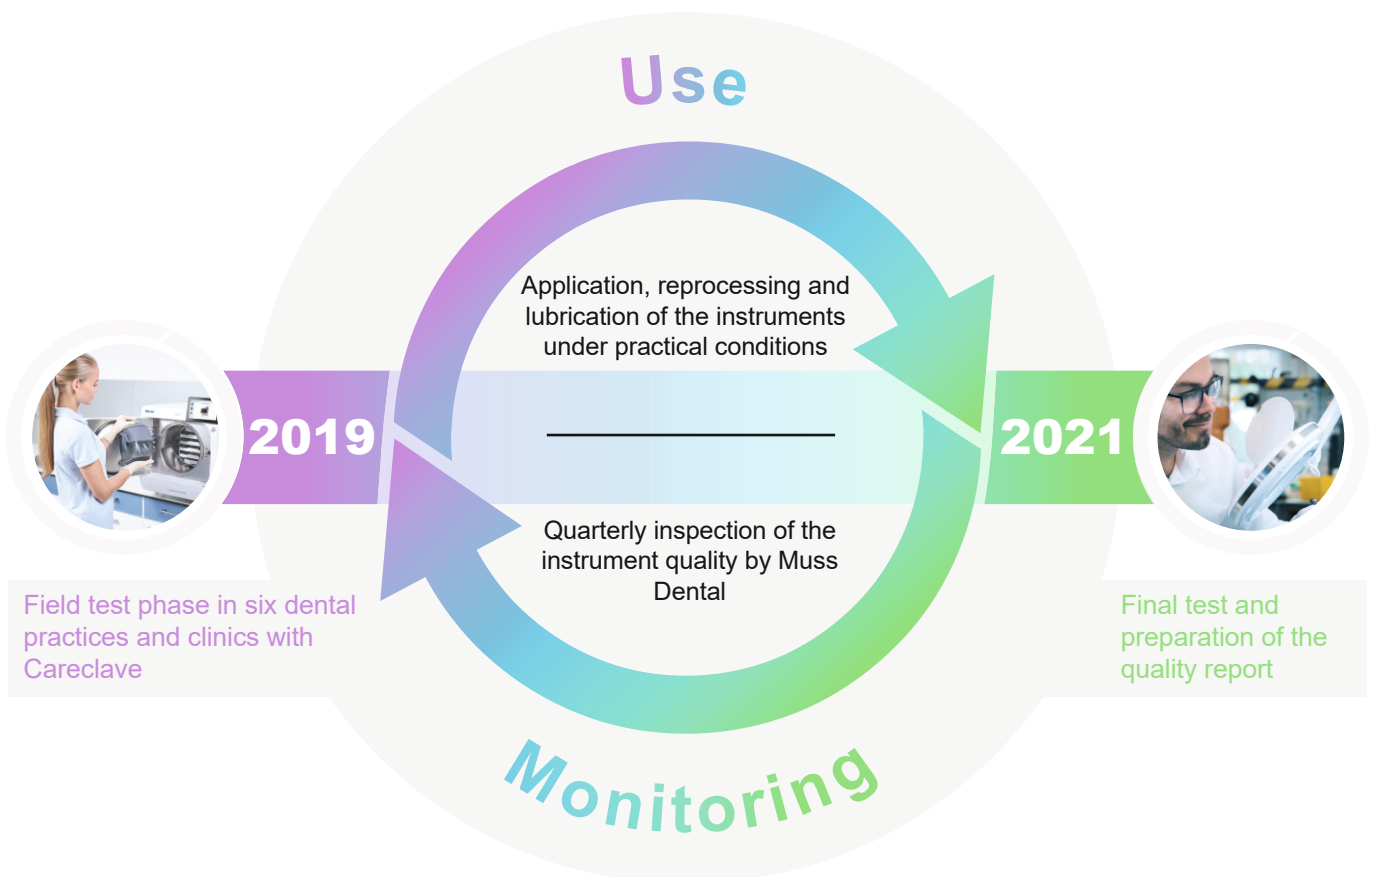 Use
Application, reprocessing and
lubrication of the instruments
under practical conditions
2019
2021
Quarterly inspection of the
instrument quality by Muss
Dental
Field test phase in six dental
practices and clinics with
Careclave
Final test and
preparation of the
quality report
Monitoring